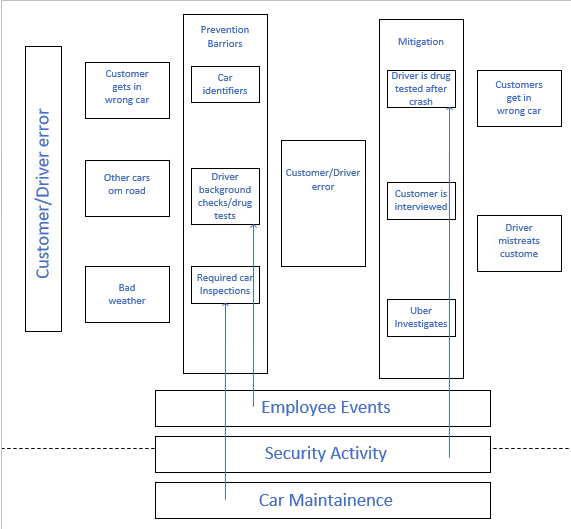 Customer/Driver error
Customer
gets in
wrong car
Other cars
om road
Bad
weather
Prevention
Barriors
Car
identifiers
Driver
background
checks/drug
tests
Required car
Inspections
Customer/Driver
error
Mitigation
Driver is drug
tested after
crash
Customer is
interviewed
Uber
Investigates
Customers
get in
wrong car
Driver
mistreats
custome
Employee Events
Security Activity
Car Maintainence